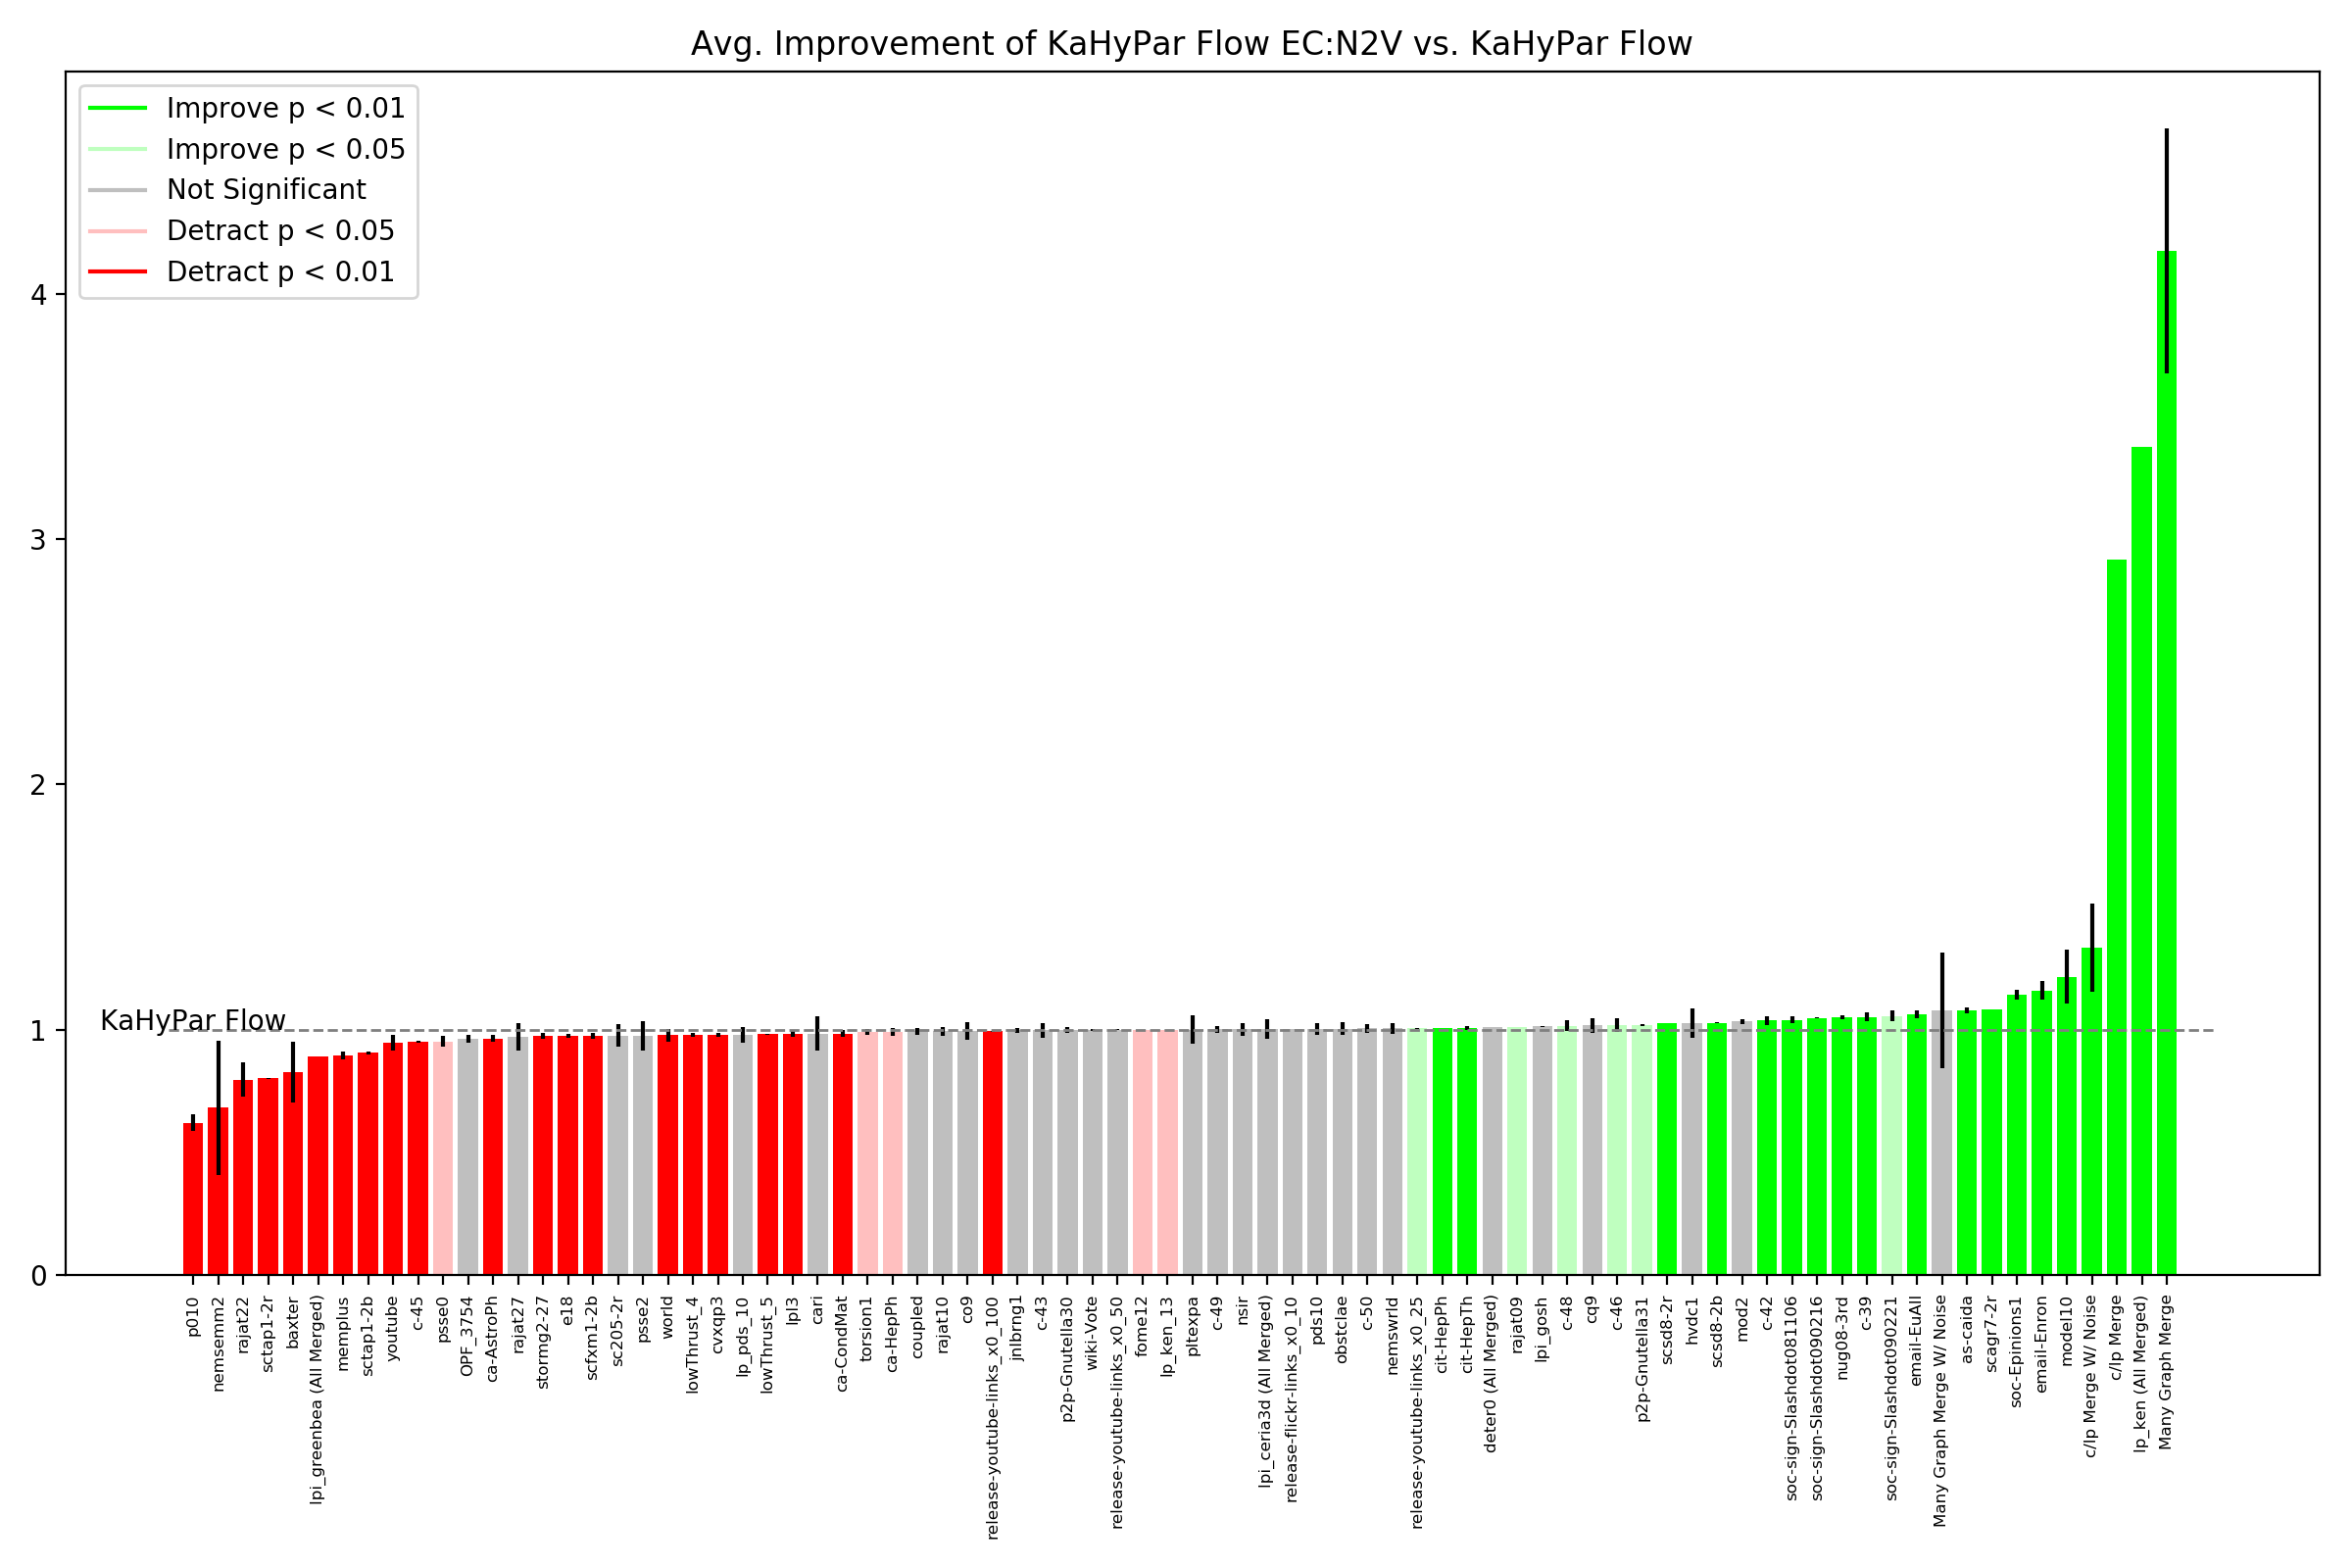 Avg. Improvement of KaHyPar Flow EC:N2V vs. KaHyPar Flow
Improve p < 0.01
Improve p < 0.05
Not Significant
Detract p < 0.05
Detract p < 0.01
4
3
2
1
0
KaHyPar Flow
p010
nemsemm2
rajat22
sctap1-2r
baxter
lpi_greenbea (All Merged)
memplus
sctap1-2b
youtube
c-45
psse0
OPF_3754
ca-AstroPh
rajat27
stormg2-27
e18
scfxm1-2b
sc205-2r
psse2
world
lowThrust_4
cvxqp3
lp_pds_10
lowThrust_5
lpl3
cari
ca-CondMat
torsion1
ca-HepPh
coupled
rajat10
co9
release-youtube-links_x0_100
jnlbrng1
c-43
p2p-Gnutella30
wiki-Vote
release-youtube-links_x0_50
fome12
lp_ken_13
pltexpa
c-49
nsir
lpi_ceria3d (All Merged)
release-flickr-links_x0_10
pds10
obstclae
c-50
nemswrld
release-youtube-links_x0_25
cit-HepPh
cit-HepTh
deter0 (All Merged)
rajat09
lpi_gosh
c-48
cq9
c-46
p2p-Gnutella31
scsd8-2r
hvdc1
scsd8-2b
mod2
c-42
soc-sign-Slashdot081106
soc-sign-Slashdot090216
nug08-3rd
c-39
soc-sign-Slashdot090221
email-EuAll
Many Graph Merge W/ Noise
as-caida
scagr7-2r
soc-Epinions1
email-Enron
model10
c/lp Merge W/ Noise
c/lp Merge
lp_ken (All Merged)
Many Graph Merge